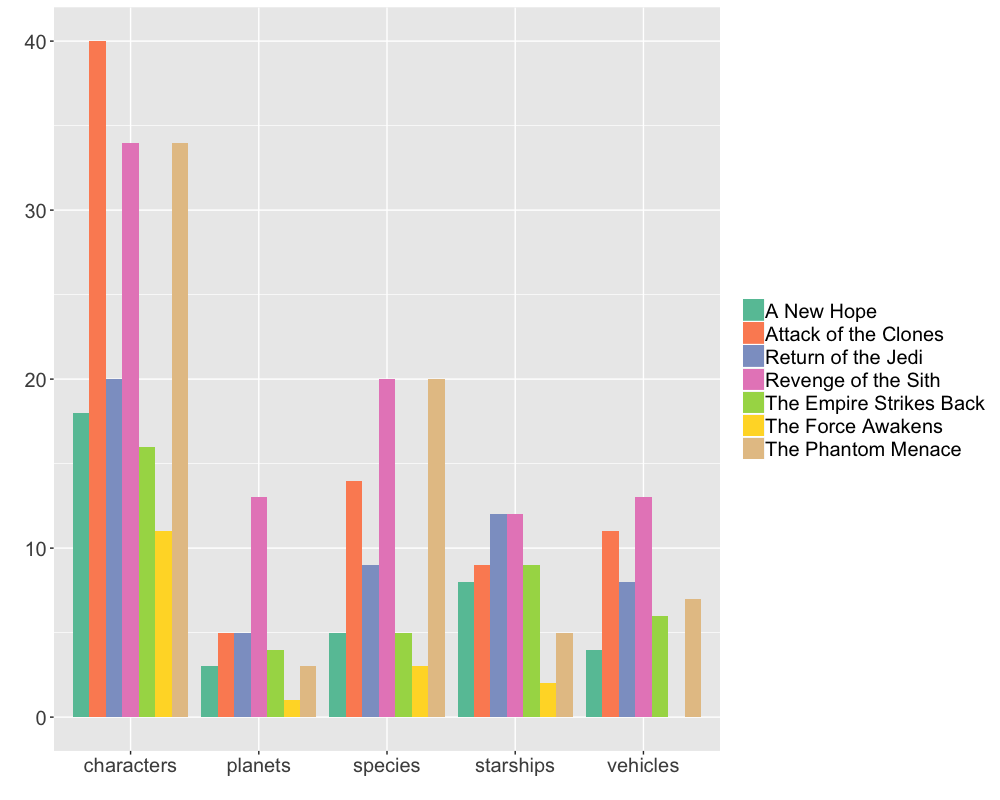 40
30
20
10
0
characters planets species starships vehicles
A New Hope
Attack of the Clones
Return of the Jedi
Revenge of the Sith
The Empire Strikes Back
The Force Awakens
The Phantom Menace